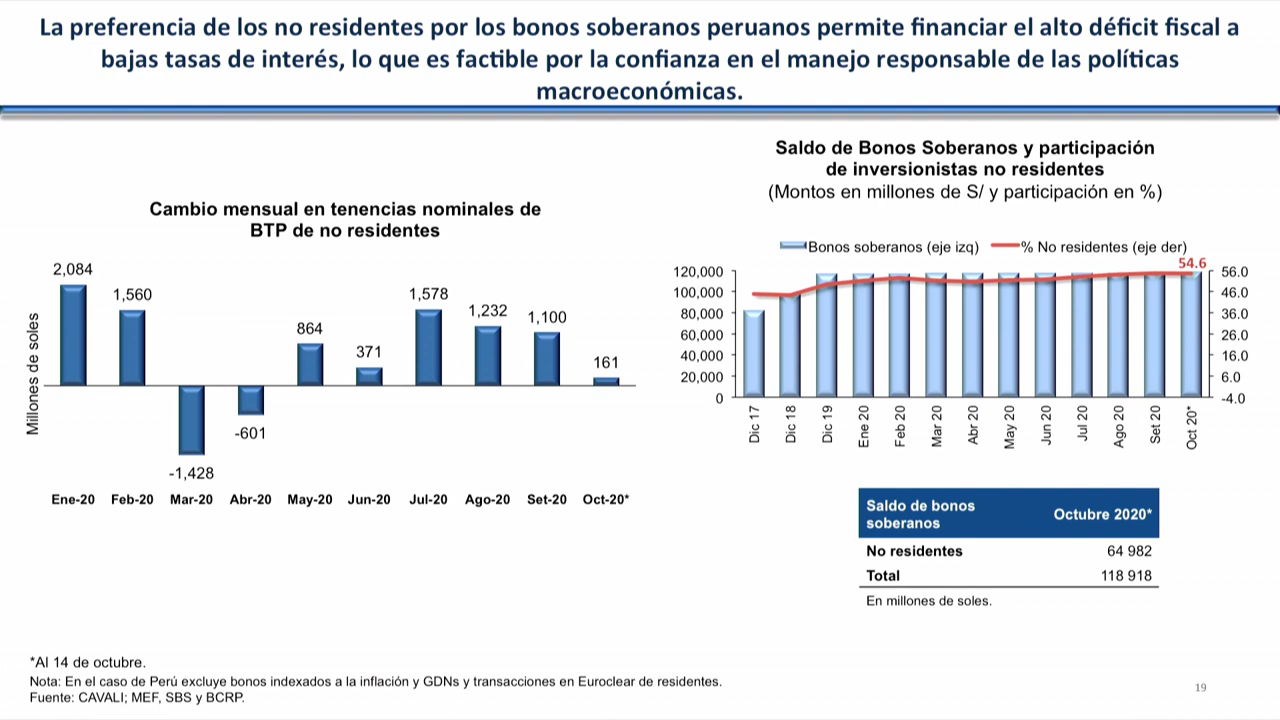 La preferencia de los no residentes por los bonos soberanos peruanos permite financiar el alto déficit fiscal a
bajas tasas de interés, lo que es factible por la confianza en el manejo responsable de las políticas
macroeconómicas.
Cambio mensual en tenencias nominales de
BTP de no residentes
Millones de soles
2,084
1,560
-1,428
-601
864
371
1,578
1,232
1,100
161
Ene-20 Feb-20 Mar-20 Abr-20 May-20 Jun-20 Jul-20 Ago-20 Set-20 Oct-20*
Saldo de Bonos Soberanos y participación
de inversionistas no residentes
(Montos en millones de S/ y participación en %)
Bonos soberanos (eje izq) % No residentes (eje der)
54.6
120,000
100,000
80,000
60,000
40,000
20,000
0
56.0
46.0
36.0
26.0
16.0
6.0
-4.0
Dic 17
Dic 18
Dic 19
Ene 20
Feb 20
Mar 20
Abr 20
May 20
Jun 20
Jul 20
Ago 20
Set 20
Oct 20*
Saldo de bonos
soberanos
Octubre 2020*
No residentes 64 982
Total 118 918
En millones de soles.
*Al 14 de octubre.
Nota: En el caso de Perú excluye bonos indexados a la inflación y GDNs y transacciones en Euroclear de residentes.
Fuente: CAVALI; MEF, SBS y BCRP.
19